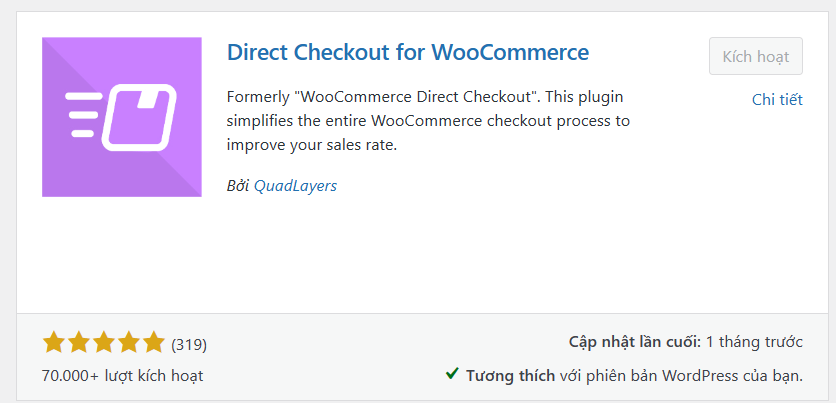 Direct Checkout for WooCommerce
Kích hoạt
Chi tiết
Formerly "WooCommerce Direct Checkout". This plugin
simplifies the entire WooCommerce checkout process to
improve your sales rate.
Bởi QuadLayers
(319)
70.000+ lượt kích hoạt
Cập nhật lần cuối: 1 tháng trước
Tương thích với phiên bản WordPress của bạn.